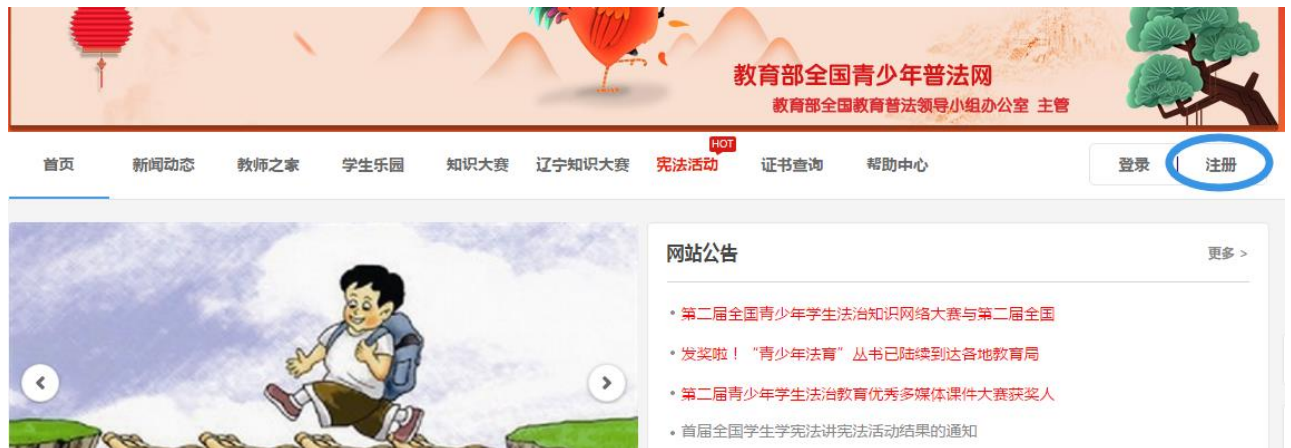 教育部全国青少年普法网
教育部全国教育普法领导小组办公室 主管
HOT
首页 新闻动态 教师之家 学生乐园 知识大赛 辽宁知识大赛 宪法活动 证书查询 帮助中心 登录 | 注册
网站公告 更多 >
• 第二届全国青少年学生法治知识网络大赛与第二届全国
• 发奖啦！“青少年法育”丛书已陆续到达各地教育局
• 第二届青少年学生法治教育优秀多媒体课件大赛获奖人
• 首届全国学生学宪法讲宪法活动结果的通知